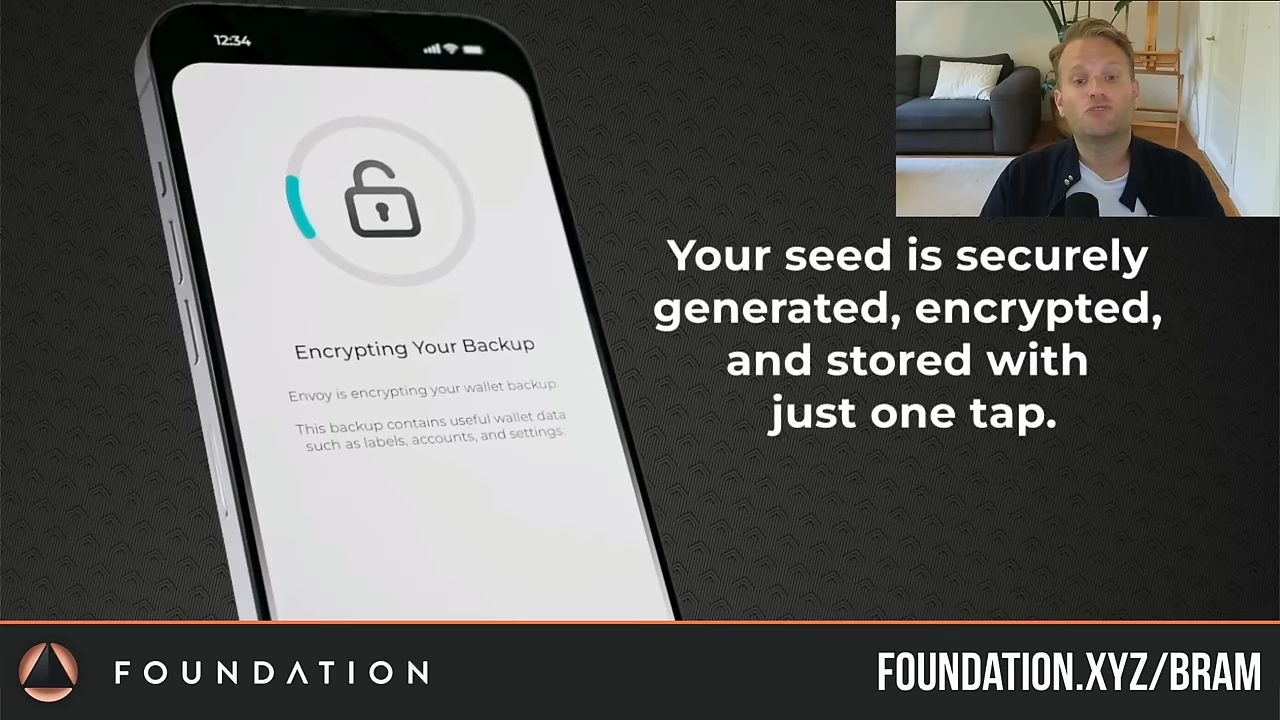 12:34
Encrypting Your Backup
Envoy is encrypting your wallet backup.
This backup contains useful wallet data
such as labels, accounts, and settings.
Your seed is securely
generated, encrypted,
and stored with
just one tap.
FOUNDATION
FOUNDATION.XYZ/BRAM